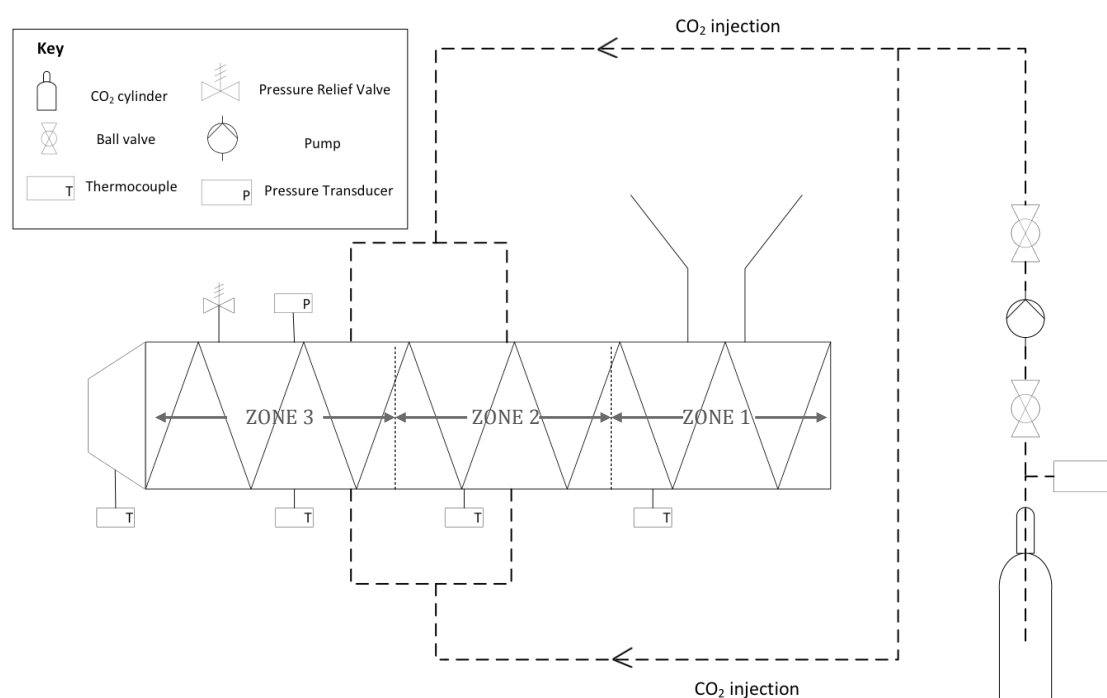 CO₂ injection
Key
CO₂ cylinder
Pressure Relief Valve
Ball valve
Pump
T
Thermocouple
P
Pressure Transducer
P
ZONE 3
ZONE 2
ZONE 1
T
T
T
T
CO₂ injection